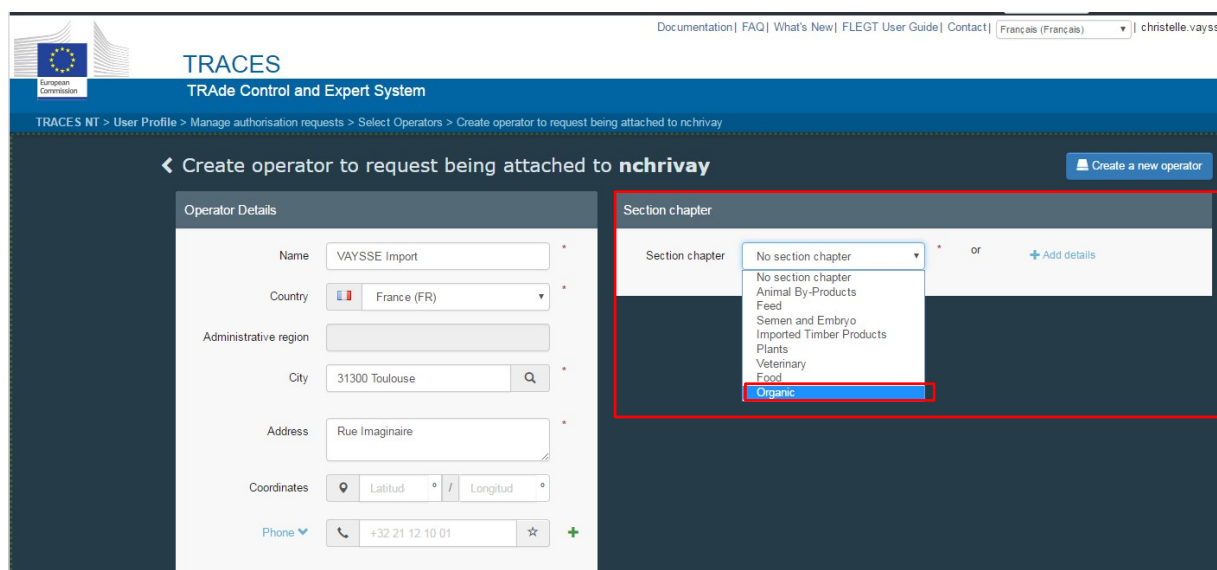 Documentation| FAQ| What's New| FLEGT User Guide| Contact| Français (Français) | christelle.vayss
European
Commission
TRACES
TRAde Control and Expert System
TRACES NT > User Profile > Manage authorisation requests > Select Operators > Create operator to request being attached to nchrivay
Create operator to request being attached to nchrivay
Create a new operator
Operator Details
Name VAYSSE Import *
Country France (FR) *
Administrative region
City 31300 Toulouse *
Address Rue Imaginaire *
Coordinates Latitud ° / Longitud °
Phone +32 21 12 10 01
Section chapter
Section chapter No section chapter * or + Add details
No section chapter
Animal By-Products
Feed
Semen and Embryo
Imported Timber Products
Plants
Veterinary
Food
Organic